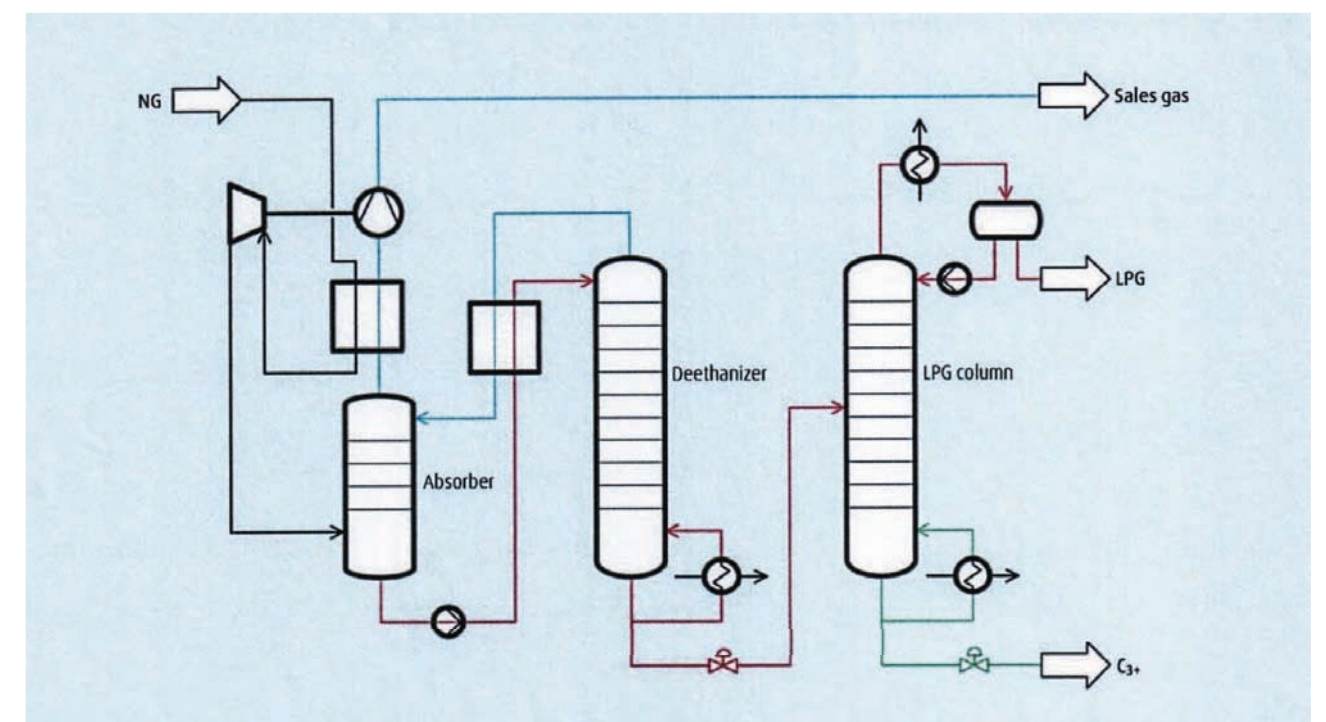 NG
Sales gas
LPG
Deethanizer
LPG column
Absorber
C₃₊